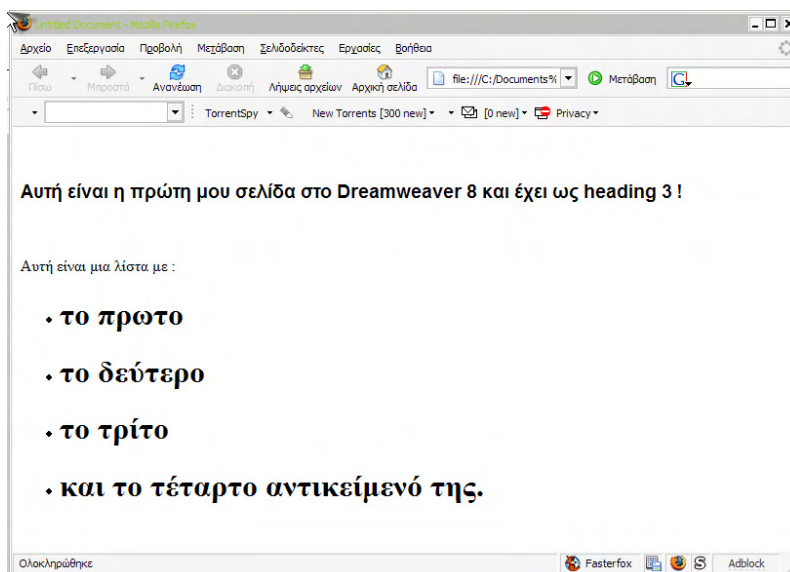 Untitled Document - Mozilla Firefox
Αρχείο Επεξεργασία Προβολή Μετάβαση Σελιδοδείκτες Εργασίες Βοήθεια
Πίσω Μπροστά Ανανέωση Διακοπή Λήψεις αρχείων Αρχική σελίδα file:///C:/Documents% Μετάβαση G
TorrentSpy New Torrents [300 new] [0 new] Privacy
Αυτή είναι η πρώτη μου σελίδα στο Dreamweaver 8 και έχει ως heading 3 !
Αυτή είναι μια λίστα με :
το πρωτο
το δεύτερο
το τρίτο
και το τέταρτο αντικείμενό της.
Ολοκληρώθηκε Fasterfox S Adblock